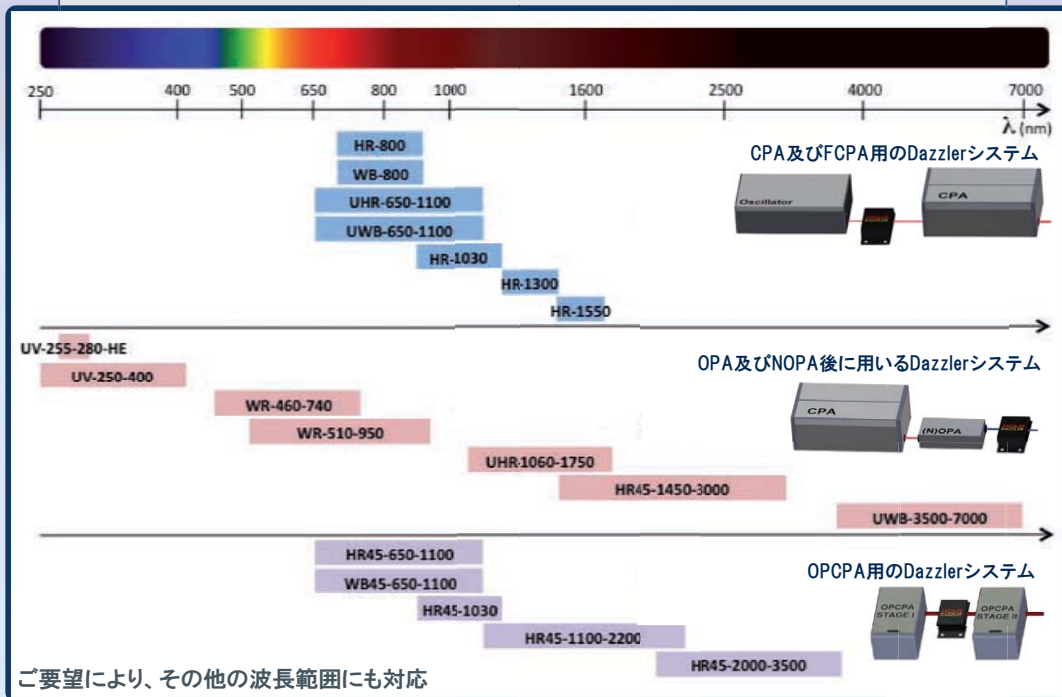 250 400 500 650 800 1000 1600 2500 4000 7000
λ (nm)
HR-800
WB-800
UHR-650-1100
UWB-650-1100
HR-1030
HR-1300
HR-1550
CPA及びFCPA用のDazzlerシステム
Oscillator
CPA
UV-255-280-HE
UV-250-400
WR-460-740
WR-510-950
UHR-1060-1750
HR45-1450-3000
UWB-3500-7000
OPA及びNOPA後に用いるDazzlerシステム
CPA
(N)OPA
HR45-650-1100
WB45-650-1100
HR45-1030
HR45-1100-2200
HR45-2000-3500
OPCPA用のDazzlerシステム
OPCPA
STAGE I
OPCPA
STAGE II
ご要望により、その他の波長範囲にも対応